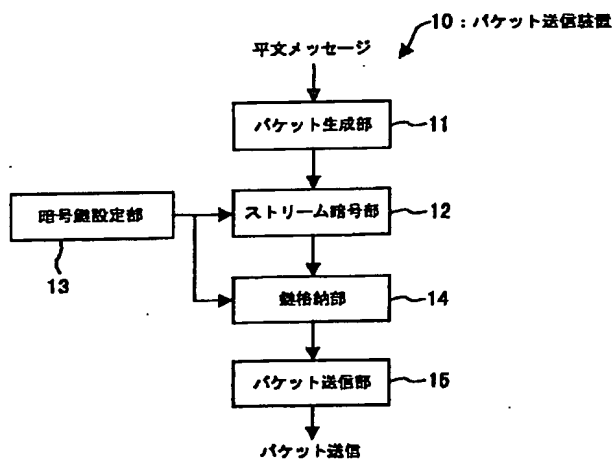 10:パケット送信装置
平文メッセージ
パケット生成部
11
暗号鍵設定部
13
ストリーム暗号部
12
鍵格納部
14
パケット送信部
15
パケット送信